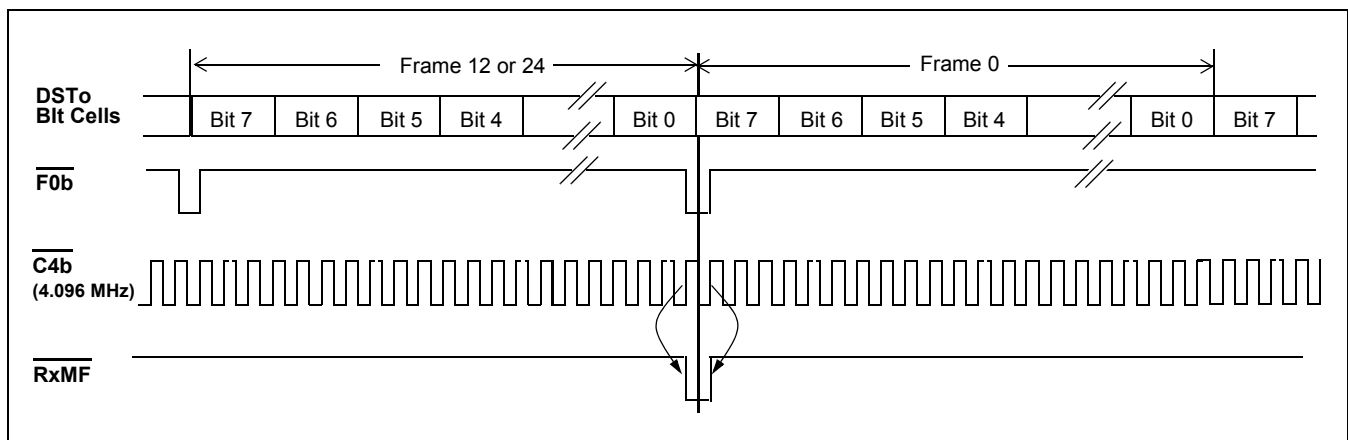 Frame 12 or 24 Frame 0
DSTo
BIt Cells
Bit 7 Bit 6 Bit 5 Bit 4 Bit 0 Bit 7 Bit 6 Bit 5 Bit 4 Bit 0 Bit 7
F0b
C4b
(4.096 MHz)
RxMF